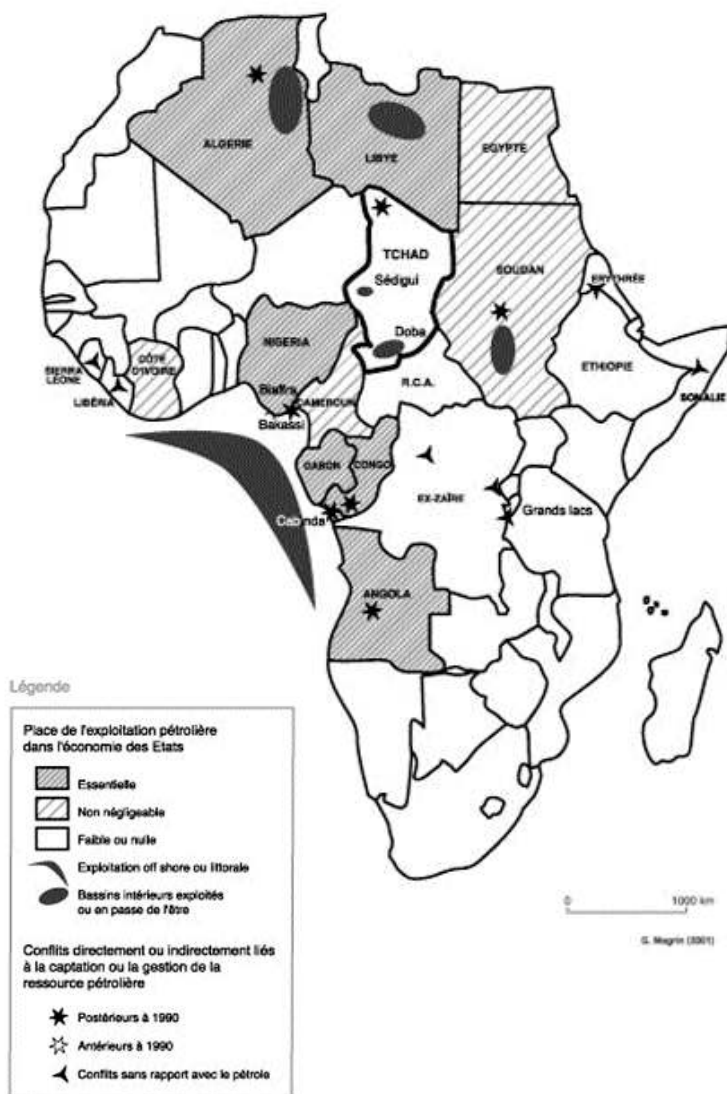 ALGERIE
LIBYE
EGYPTE
TCHAD
Sédigui
SOUDAN
ERYTHRÉE
Doba
NIGERIA
CÔTE
D'IVOIRE
SIERRA
LEONE
LIBÉRIA
ETHIOPIE
SOMALIE
Biaffra
CAMEROUN
R.C.A.
Bakassi
GABON
CONGO
EX-ZAÏRE
Grands lacs
Cabinda
ANGOLA
Légende
Place de l'exploitation pétrolière
dans l'économie des Etats
Essentielle
Non négligeable
Faible ou nulle
Exploitation off shore ou littorale
Bassins intérieurs exploités
ou en passe de l'être
0 1000 km
G. Magrin (2001)
Conflits directement ou indirectement liés
à la captation ou la gestion de la
ressource pétrolière
Postérieurs à 1990
Antérieurs à 1990
Conflits sans rapport avec le pétrole